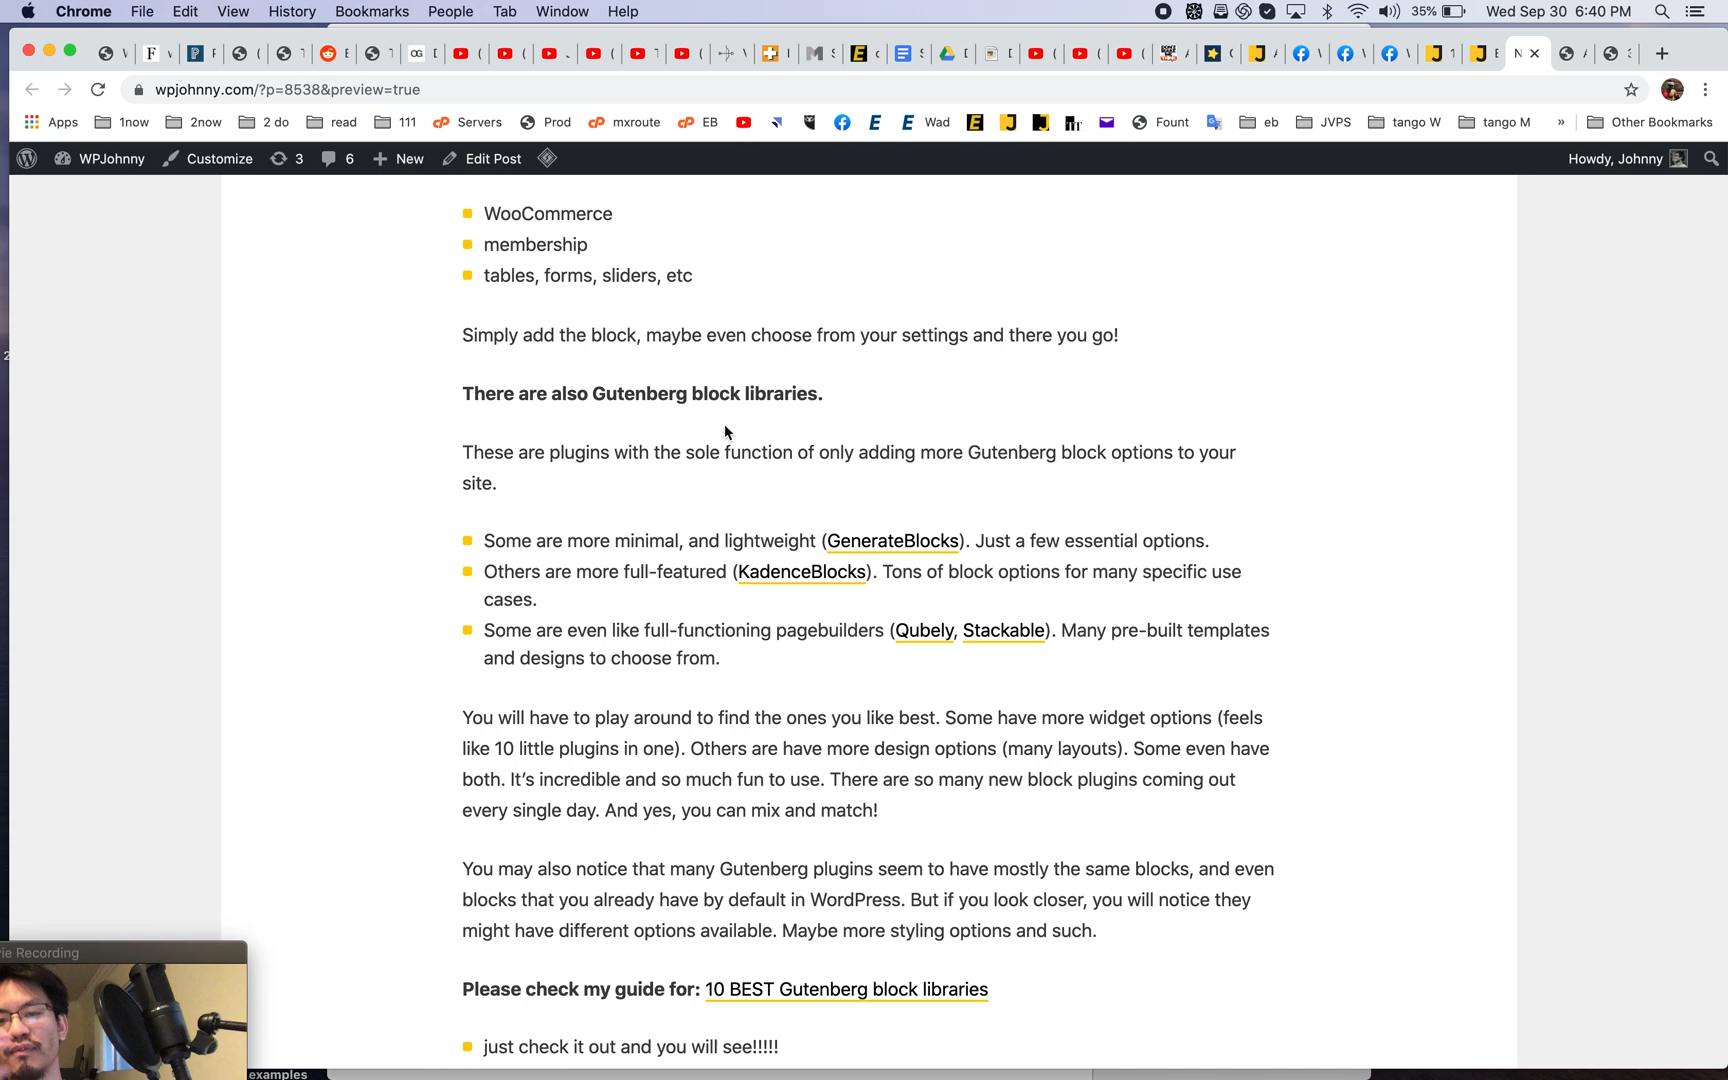 Chrome File Edit View History Bookmarks People Tab Window Help 35% Wed Sep 30 6:40 PM
wpjohnny.com/?p=8538&preview=true
Apps 1now 2now 2 do read 111 Servers Prod mxroute EB Wad Fount eb JVPS tango W tango M » Other Bookmarks
WPJohnny Customize 3 6 New Edit Post Howdy, Johnny
WooCommerce
membership
tables, forms, sliders, etc
Simply add the block, maybe even choose from your settings and there you go!
There are also Gutenberg block libraries.
These are plugins with the sole function of only adding more Gutenberg block options to your
site.
Some are more minimal, and lightweight (GenerateBlocks). Just a few essential options.
Others are more full-featured (KadenceBlocks). Tons of block options for many specific use
cases.
Some are even like full-functioning pagebuilders (Qubely, Stackable). Many pre-built templates
and designs to choose from.
You will have to play around to find the ones you like best. Some have more widget options (feels
like 10 little plugins in one). Others are have more design options (many layouts). Some even have
both. It's incredible and so much fun to use. There are so many new block plugins coming out
every single day. And yes, you can mix and match!
You may also notice that many Gutenberg plugins seem to have mostly the same blocks, and even
blocks that you already have by default in WordPress. But if you look closer, you will notice they
might have different options available. Maybe more styling options and such.
ie Recording
Please check my guide for: 10 BEST Gutenberg block libraries
just check it out and you will see!!!!!
examples